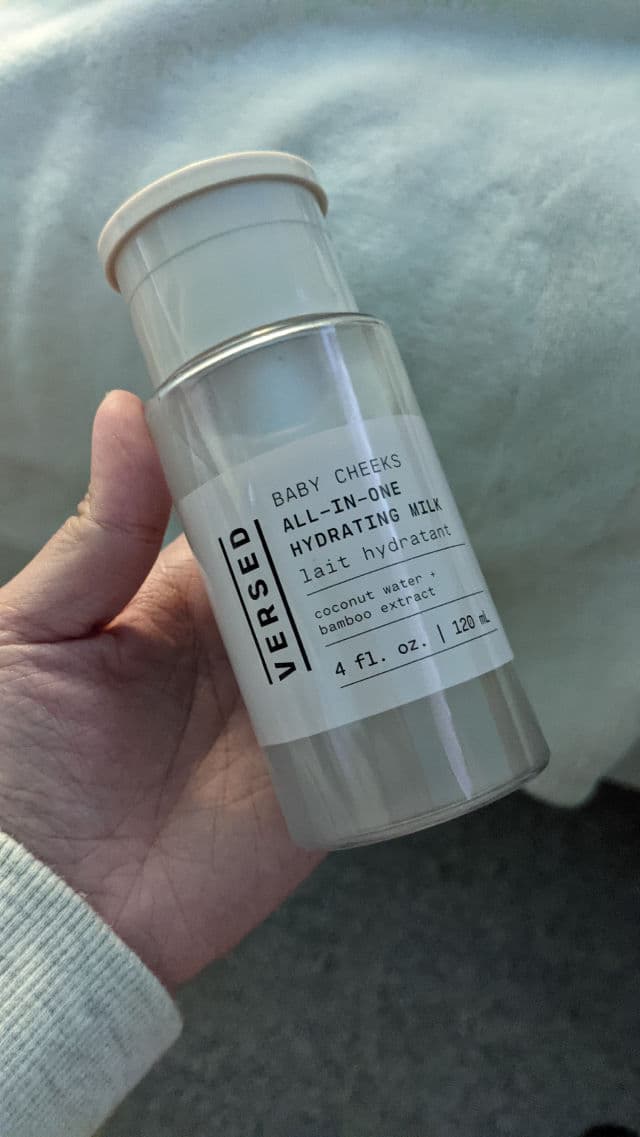 VERSED
BABY CHEEKS
ALL-IN-ONE
HYDRATING MILK
lait hydratant
coconut water +
bamboo extract
4 fl. oz. | 120 mL